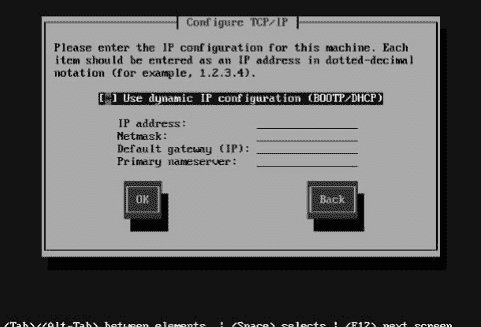 Configure TCP/IP
Please enter the IP configuration for this machine. Each
item should be entered as an IP address in dotted-decimal
notation (for example, 1.2.3.4).
[*] Use dynamic IP configuration (BOOTP/DHCP)
IP address:
Netmask:
Default gateway (IP):
Primary nameserver:
OK Back
<Tab>/<Alt-Tab> between elements | <Space> selects | <F12> next screen